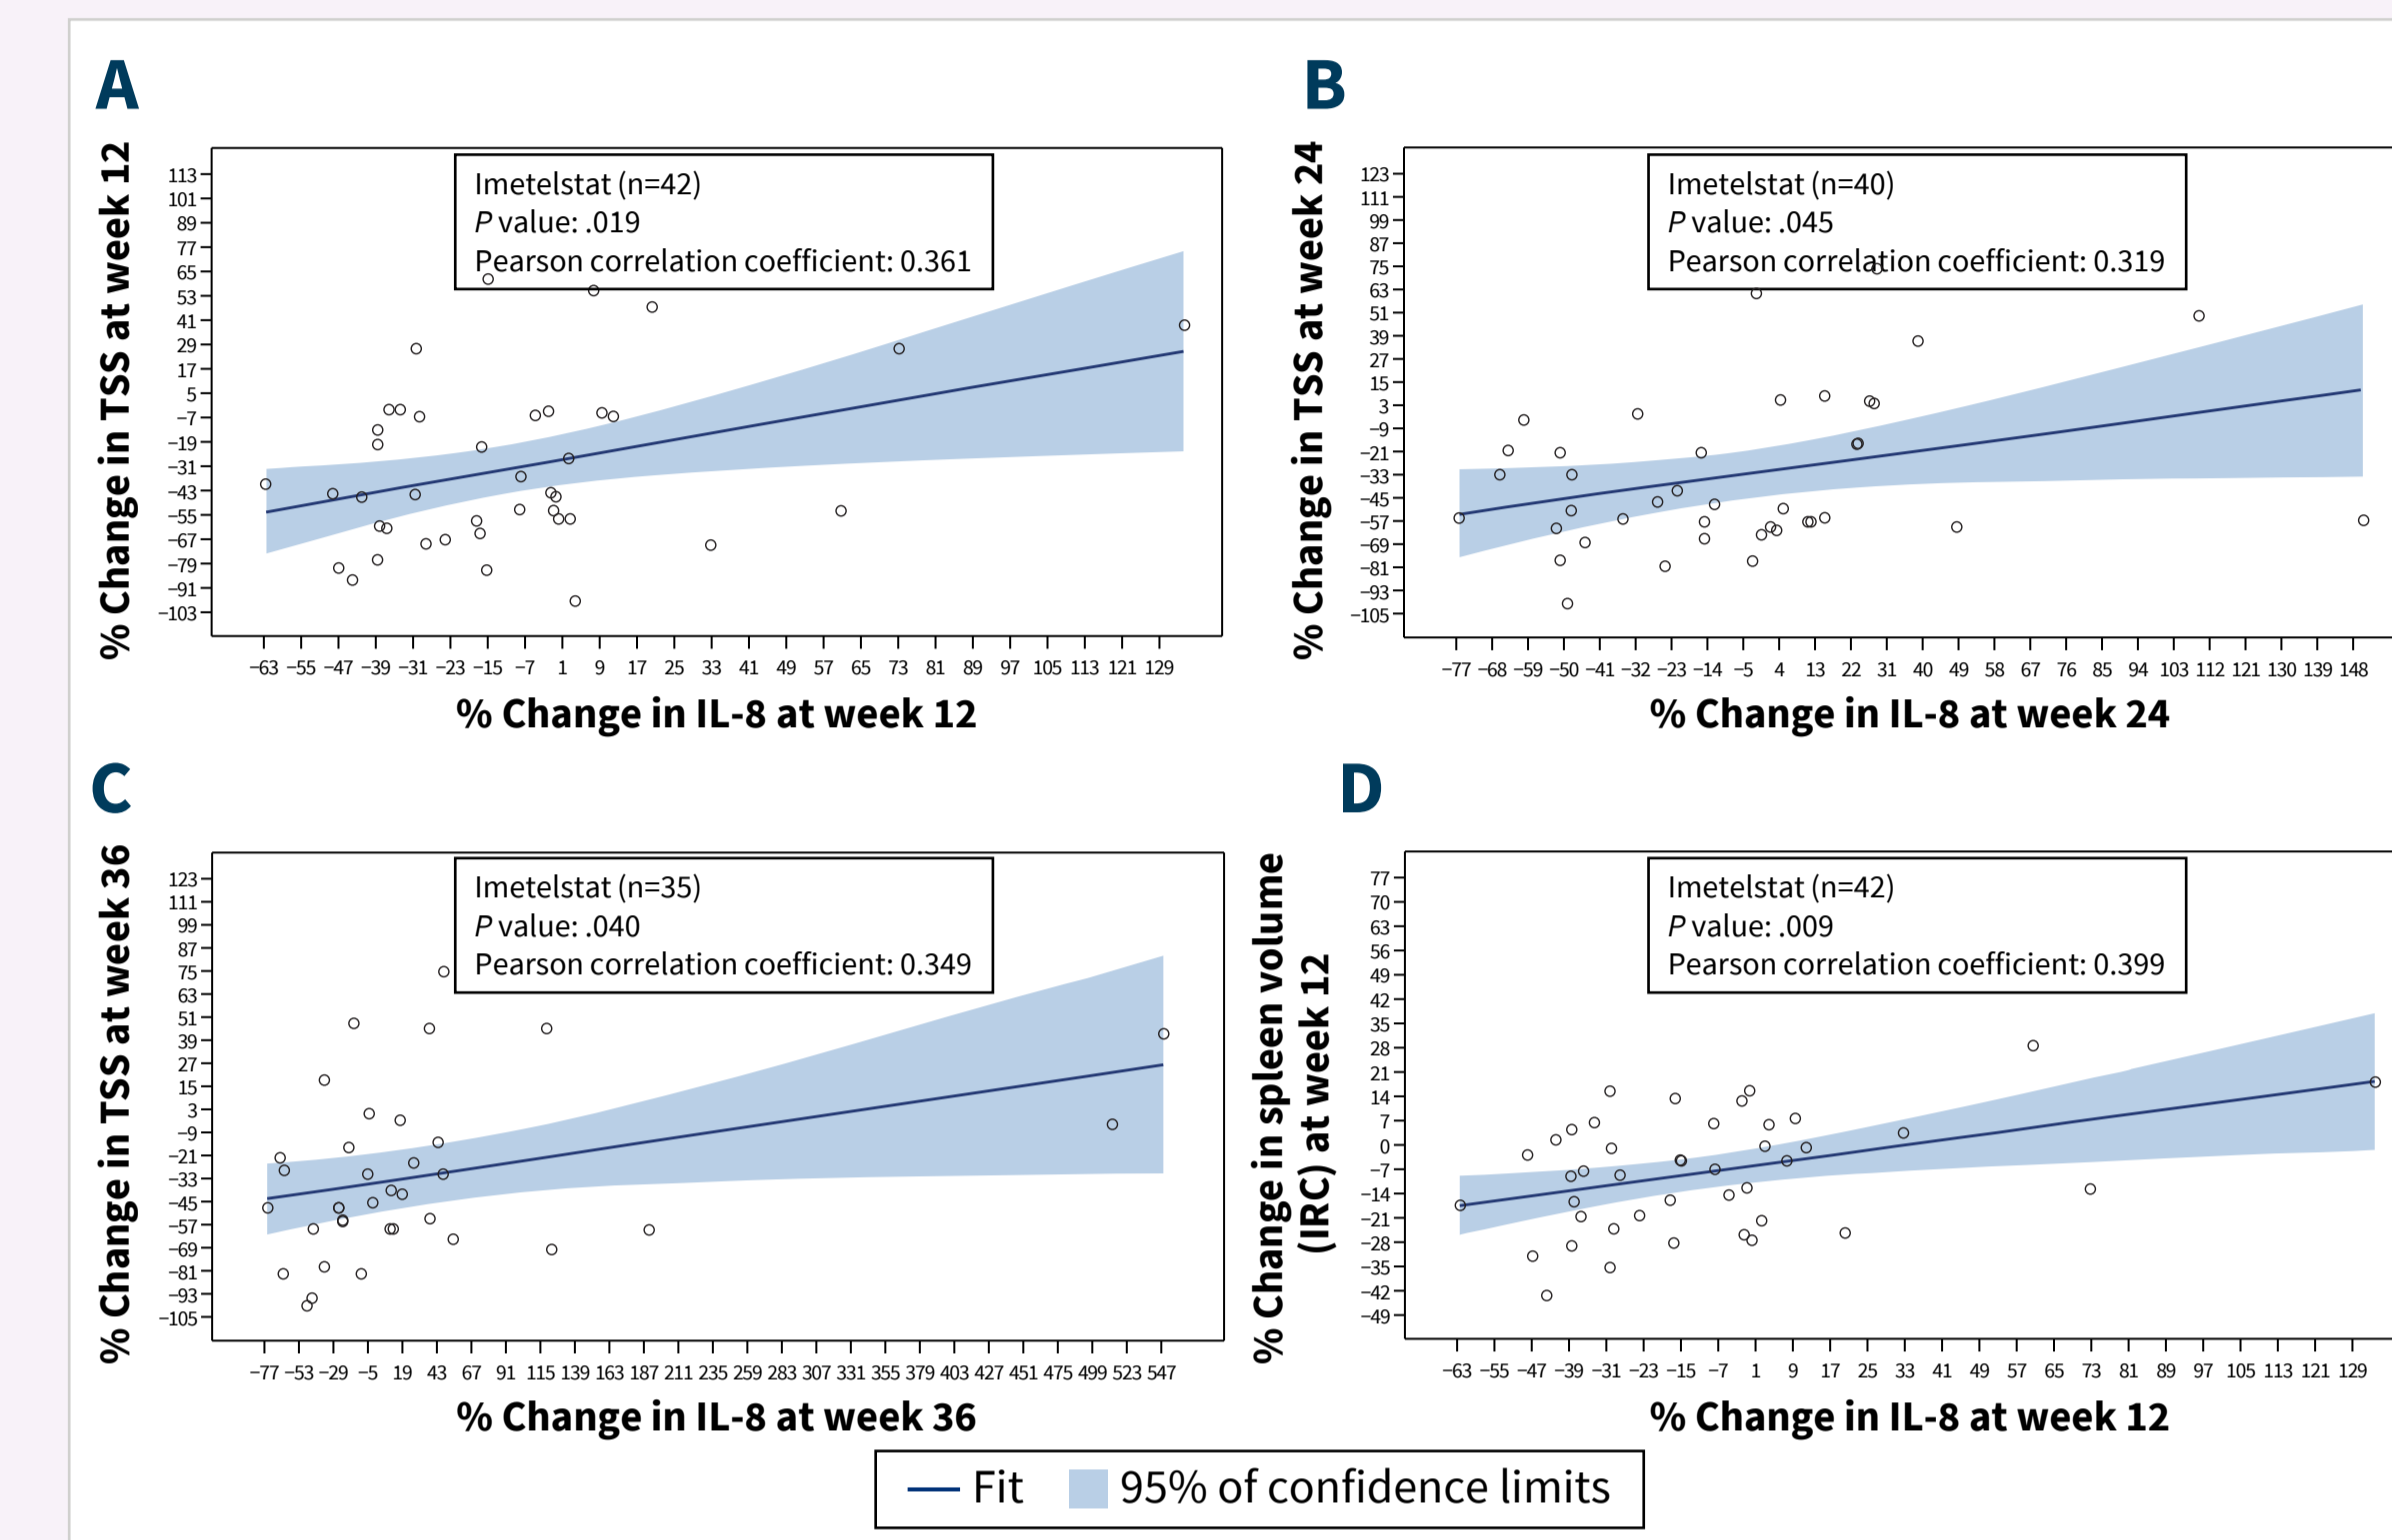 A
% Change in TSS at week 12
Imetelstat (n=42)
P value: .019
Pearson correlation coefficient: 0.361
113
101
89
77
65
53
41
29
17
5
−7
−19
−31
−43
−55
−67
−79
−91
−103
−63 −55 −47 −39 −31 −23 −15 −7 1 9 17 25 33 41 49 57 65 73 81 89 97 105 113 121 129
% Change in IL-8 at week 12
B
% Change in TSS at week 24
Imetelstat (n=40)
P value: .045
Pearson correlation coefficient: 0.319
123
111
99
87
75
63
51
39
27
15
3
−9
−21
−33
−45
−57
−69
−81
−93
−105
−77 −68 −59 −50 −41 −32 −23 −14 −5 4 13 22 31 40 49 58 67 76 85 94 103 112 121 130 139 148
% Change in IL-8 at week 24
C
% Change in TSS at week 36
Imetelstat (n=35)
P value: .040
Pearson correlation coefficient: 0.349
123
111
99
87
75
63
51
39
27
15
3
−9
−21
−33
−45
−57
−69
−81
−93
−105
−77 −53 −29 −5 19 43 67 91 115 139 163 187 211 235 259 283 307 331 355 379 403 427 451 475 499 523 547
% Change in IL-8 at week 36
D
% Change in spleen volume
(IRC) at week 12
Imetelstat (n=42)
P value: .009
Pearson correlation coefficient: 0.399
77
70
63
56
49
42
35
28
21
14
7
0
−7
−14
−21
−28
−35
−42
−49
−63 −55 −47 −39 −31 −23 −15 −7 1 9 17 25 33 41 49 57 65 73 81 89 97 105 113 121 129
% Change in IL-8 at week 12
Fit 95% of confidence limits